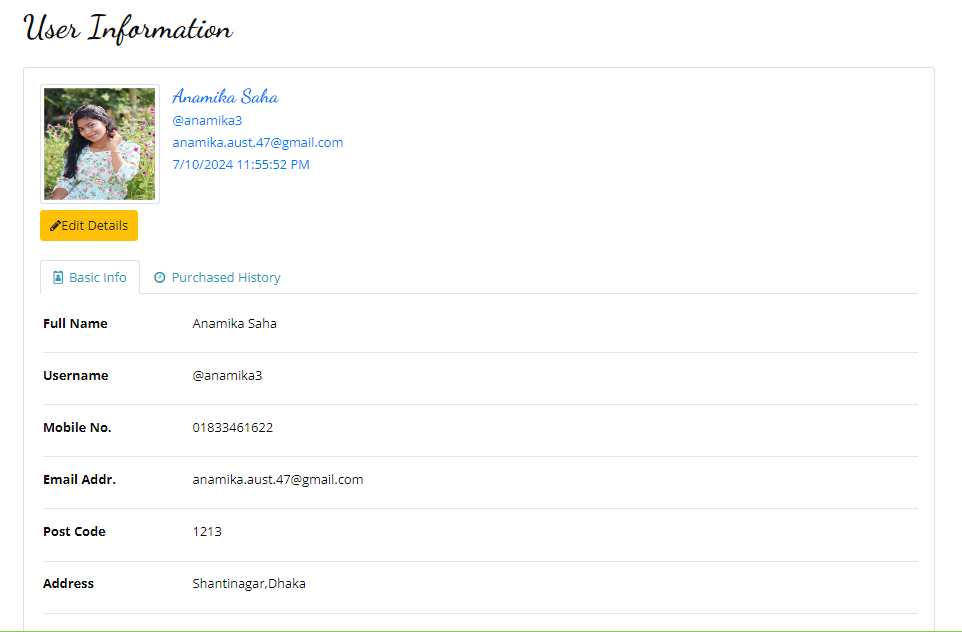 User Information
Anamika Saha
@anamika3
anamika.aust.47@gmail.com
7/10/2024 11:55:52 PM
Edit Details
Basic Info Purchased History
Full Name Anamika Saha
Username @anamika3
Mobile No. 01833461622
Email Addr. anamika.aust.47@gmail.com
Post Code 1213
Address Shantinagar,Dhaka